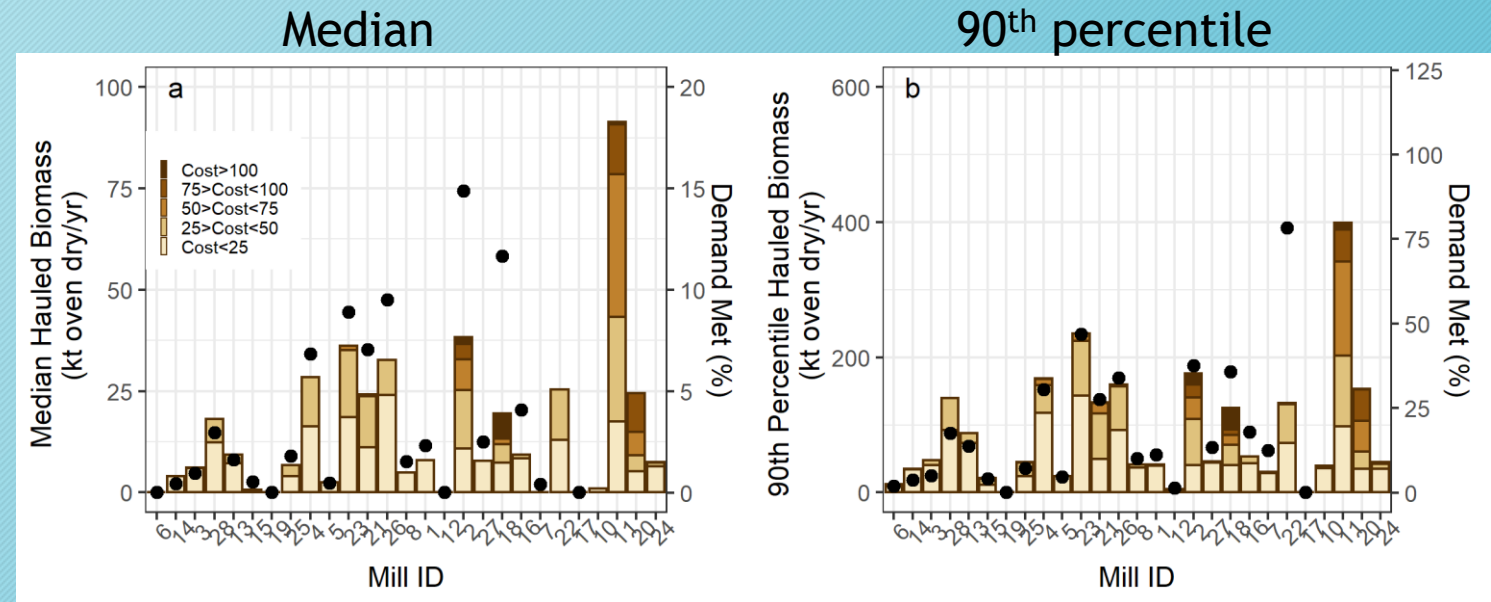 Median
90th percentile
a
100
75
50
25
0
20
15
10
5
0
Median Hauled Biomass
(kt oven dry/yr)
Cost>100
75>Cost<100
50>Cost<75
25>Cost<50
Cost<25
Demand Met (%)
6 14 3 28 13 15 19 25 4 5 23 21 26 8 1 12 2 27 18 16 7 22 17 10 11 20 24
Mill ID
b
600
400
200
0
125
100
75
50
25
0
90th Percentile Hauled Biomass
(kt oven dry/yr)
Demand Met (%)
6 14 3 28 13 15 19 25 4 5 23 21 26 8 1 12 2 27 18 16 7 22 17 10 11 20 24
Mill ID